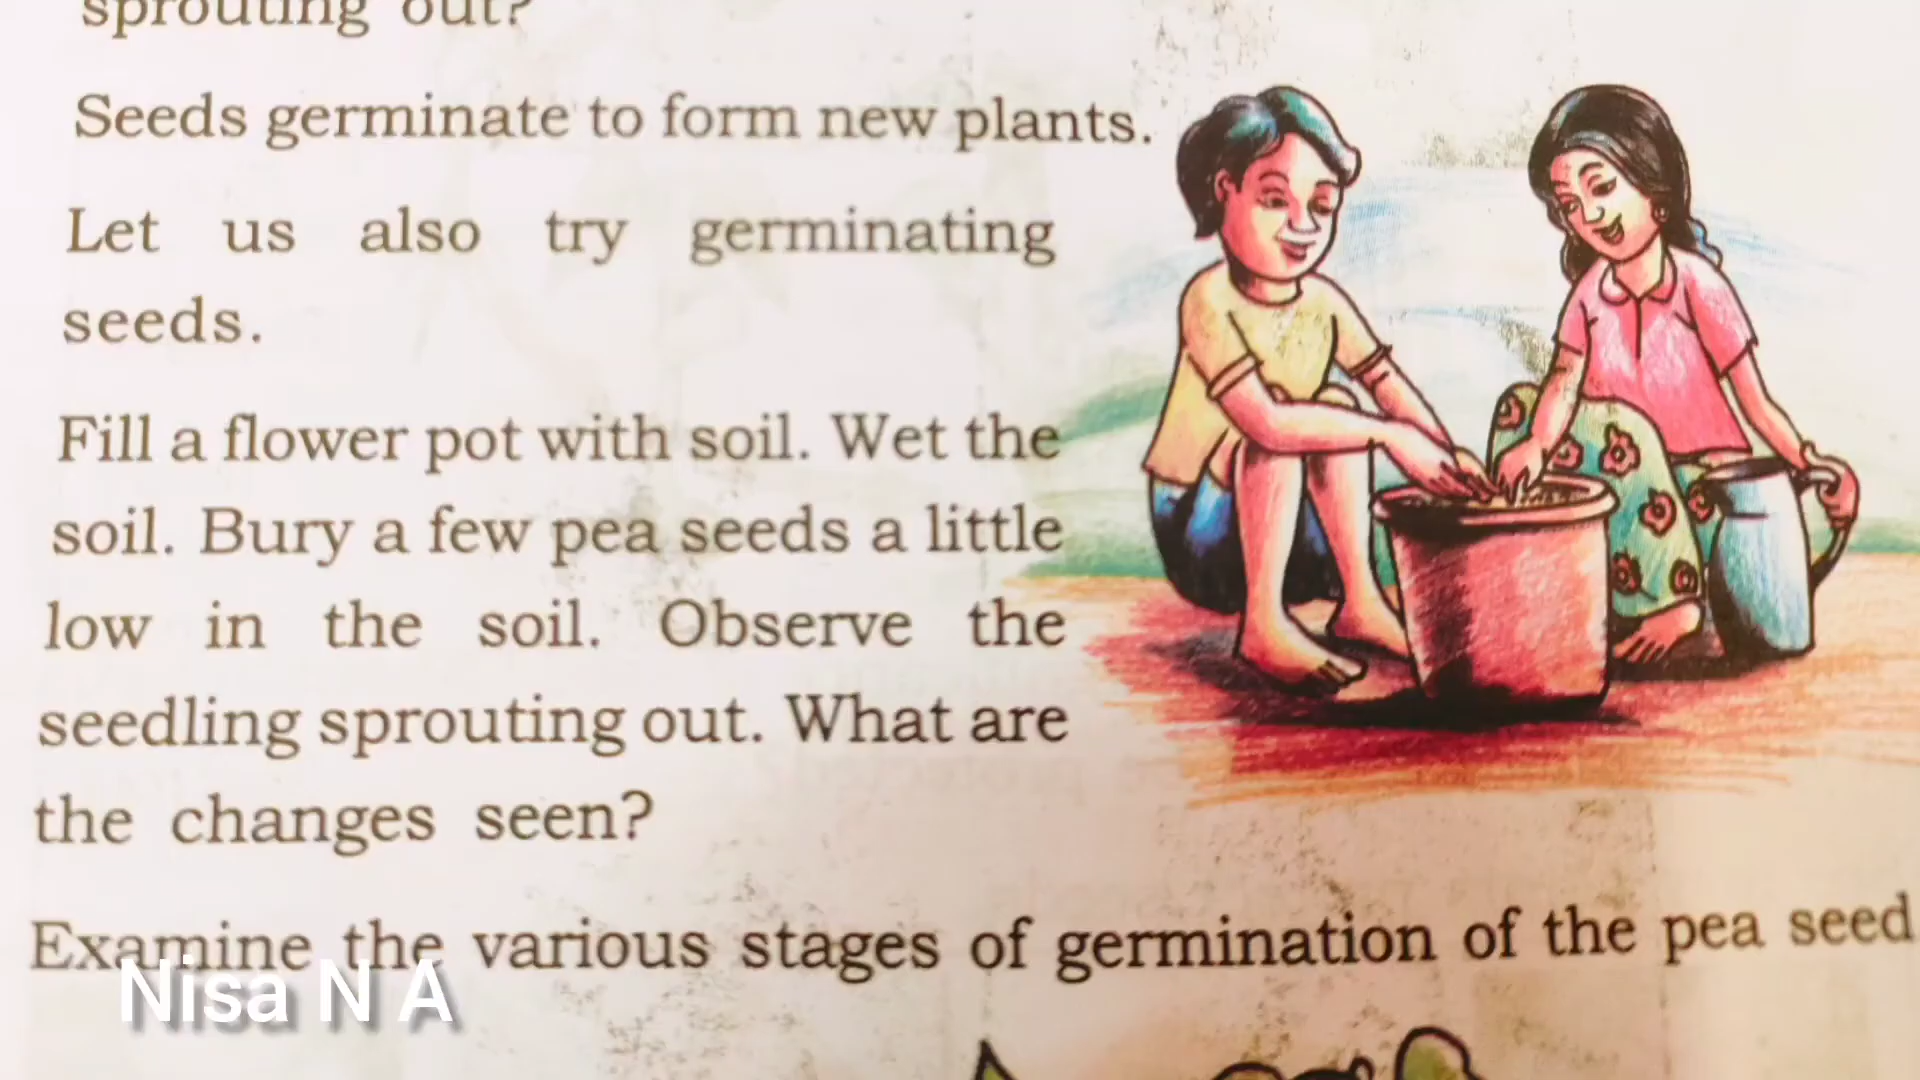 sprouting out?
Seeds germinate to form new plants.
Let us also try germinating
seeds.
Fill a flower pot with soil. Wet the
soil. Bury a few pea seeds a little
low in the soil. Observe the
seedling sprouting out. What are
the changes seen?
Examine the various stages of germination of the pea seed
Nisa N A